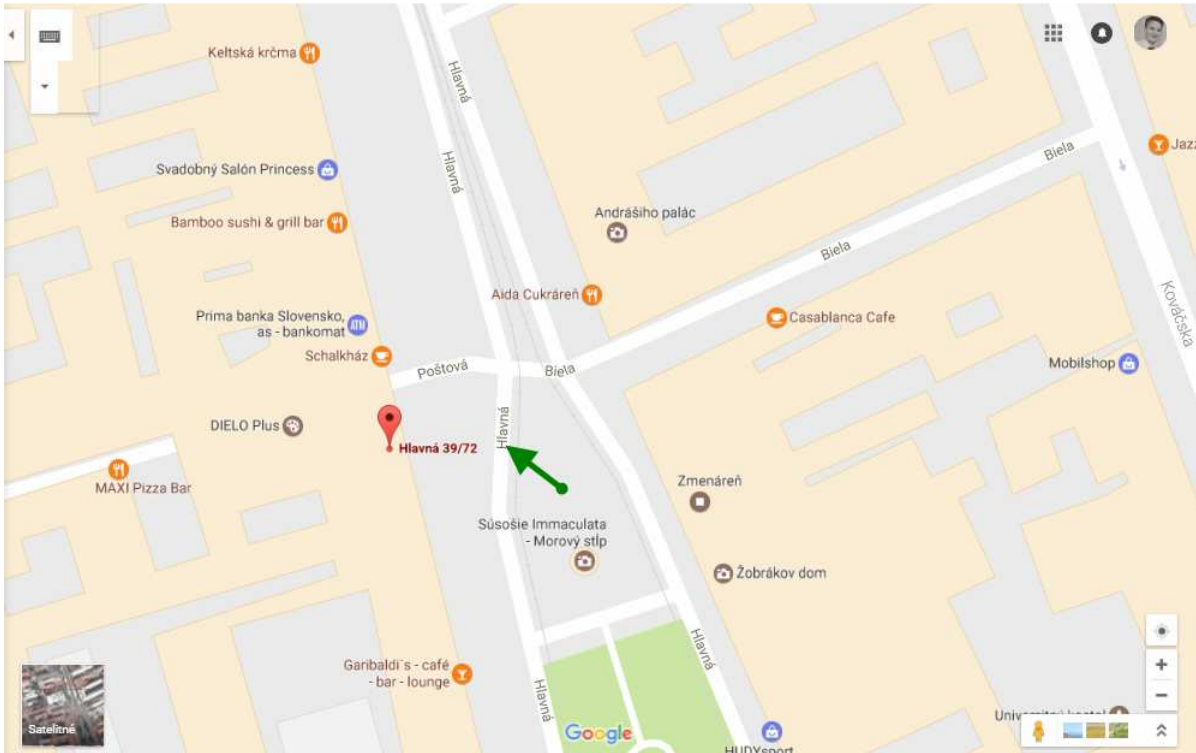 Keltská krčma
Hlavná
Hlavná
Svadobný Salón Princess
Biela
Jazz
Bamboo sushi & grill bar
Andrášiho palác
Biela
Aida Cukráreň
Kováčska
Prima banka Slovensko,
as - bankomat
ATM
Casablanca Cafe
Schalkház
Poštová
Biela
Mobilshop
Hlavná
DIELO Plus
Hlavná 39/72
MAXI Pizza Bar
Zmenáreň
Súsošie Immaculata
- Morový stĺp
Žobrákov dom
Hlavná
Garibaldi`s - café
- bar - lounge
Hlavná
Satelitné
Google
HUDYsport